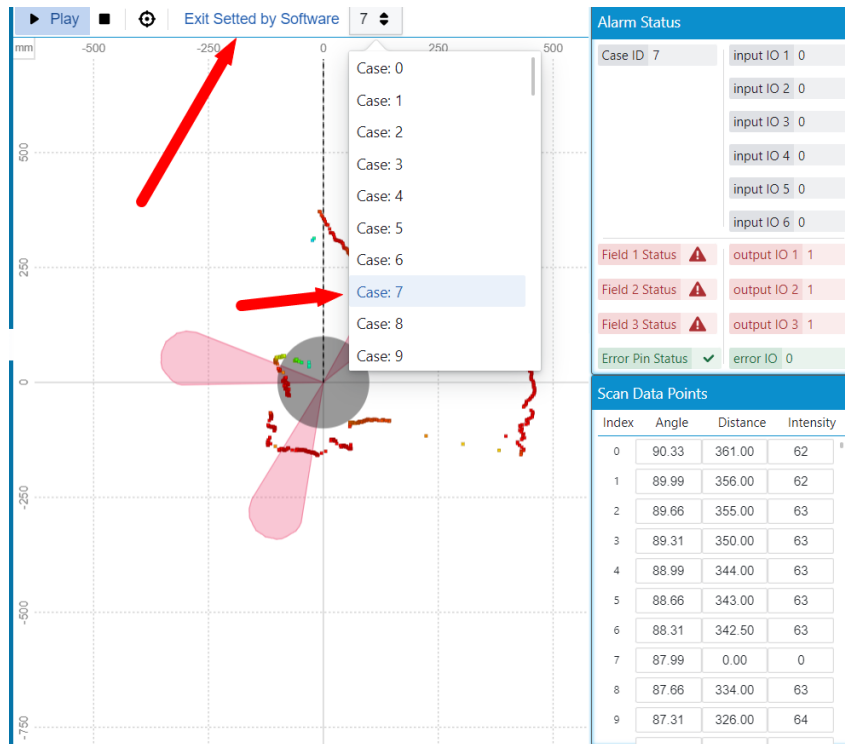 Play Exit Setted by Software 7
mm -500 -250 0 250 500
500
250
0
-250
-500
-750
Case: 0
Case: 1
Case: 2
Case: 3
Case: 4
Case: 5
Case: 6
Case: 7
Case: 8
Case: 9
Alarm Status
Case ID 7 input IO 1 0
input IO 2 0
input IO 3 0
input IO 4 0
input IO 5 0
input IO 6 0
Field 1 Status output IO 1 1
Field 2 Status output IO 2 1
Field 3 Status output IO 3 1
Error Pin Status error IO 0
Scan Data Points
Index Angle Distance Intensity
0 90.33 361.00 62
1 89.99 356.00 62
2 89.66 355.00 63
3 89.31 350.00 63
4 88.99 344.00 63
5 88.66 343.00 63
6 88.31 342.50 63
7 87.99 0.00 0
8 87.66 334.00 63
9 87.31 326.00 64